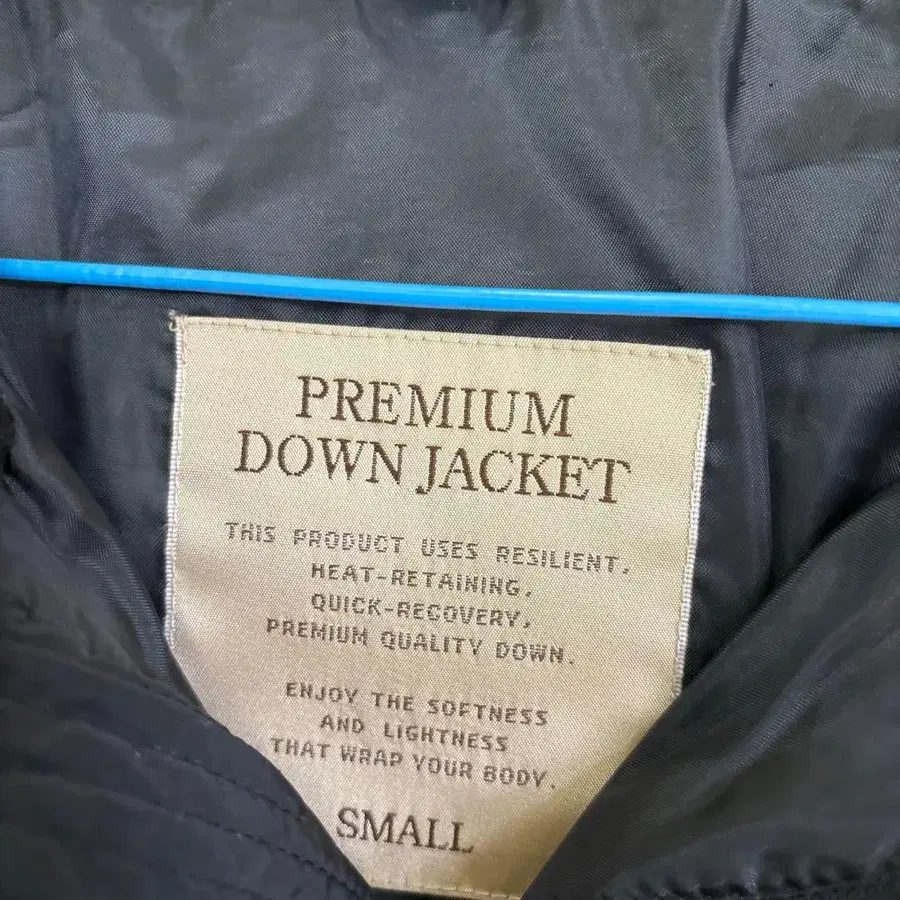 PREMIUM
DOWN JACKET
THIS PRODUCT USES RESILIENT,
HEAT-RETAINING,
QUICK-RECOVERY,
PREMIUM QUALITY DOWN.
ENJOY THE SOFTNESS
AND LIGHTNESS
THAT WRAP YOUR BODY.
SMALL